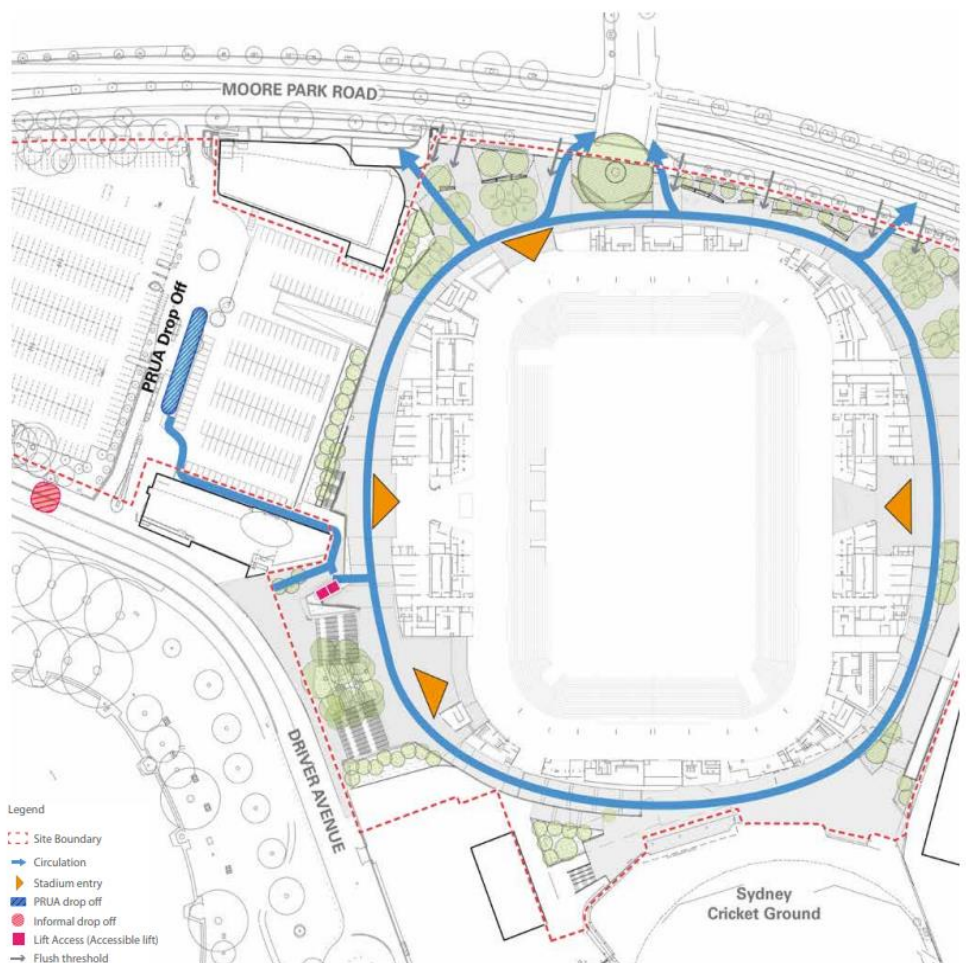 MOORE PARK ROAD
PRUA Drop Off
DRIVER AVENUE
Legend
Site Boundary
Circulation
Stadium entry
PRUA drop off
Informal drop off
Lift Access (Accessible lift)
Flush threshold
Sydney
Cricket Ground